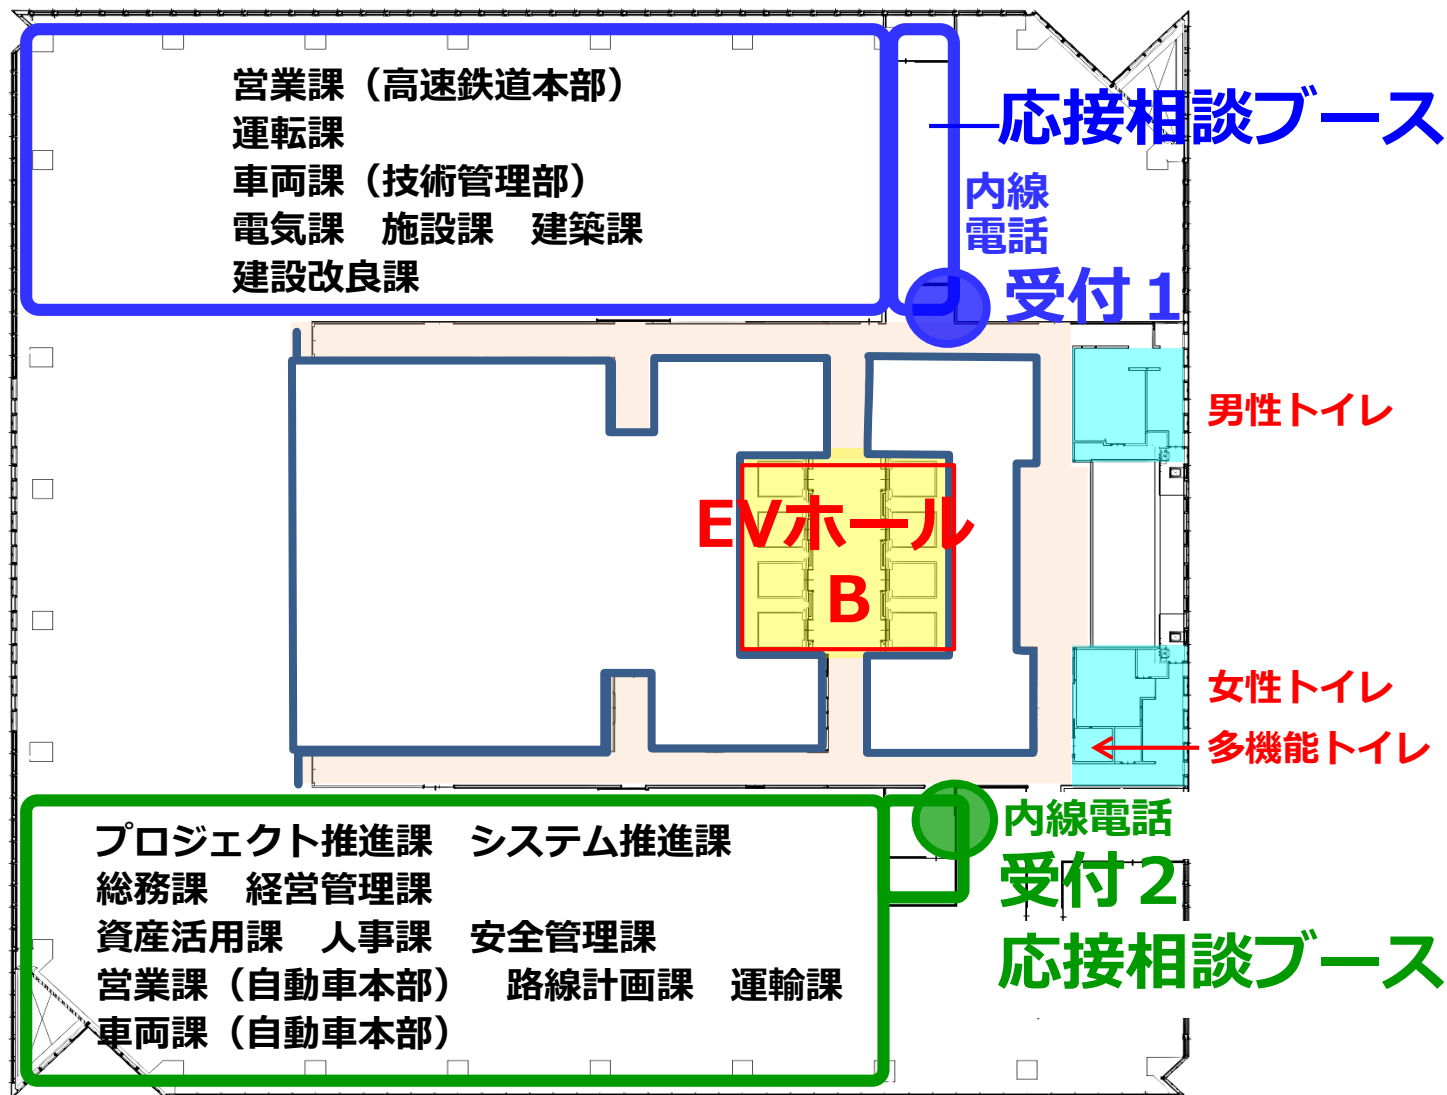 営業課（高速鉄道本部）
運転課
車両課（技術管理部）
電気課　施設課　建築課
建設改良課
応接相談ブース
内線
電話
受付１
男性トイレ
EVホール
B
女性トイレ
多機能トイレ
プロジェクト推進課　システム推進課
総務課　経営管理課
資産活用課　人事課　安全管理課
営業課（自動車本部）　路線計画課　運輸課
車両課（自動車本部）
内線電話
受付２
応接相談ブース